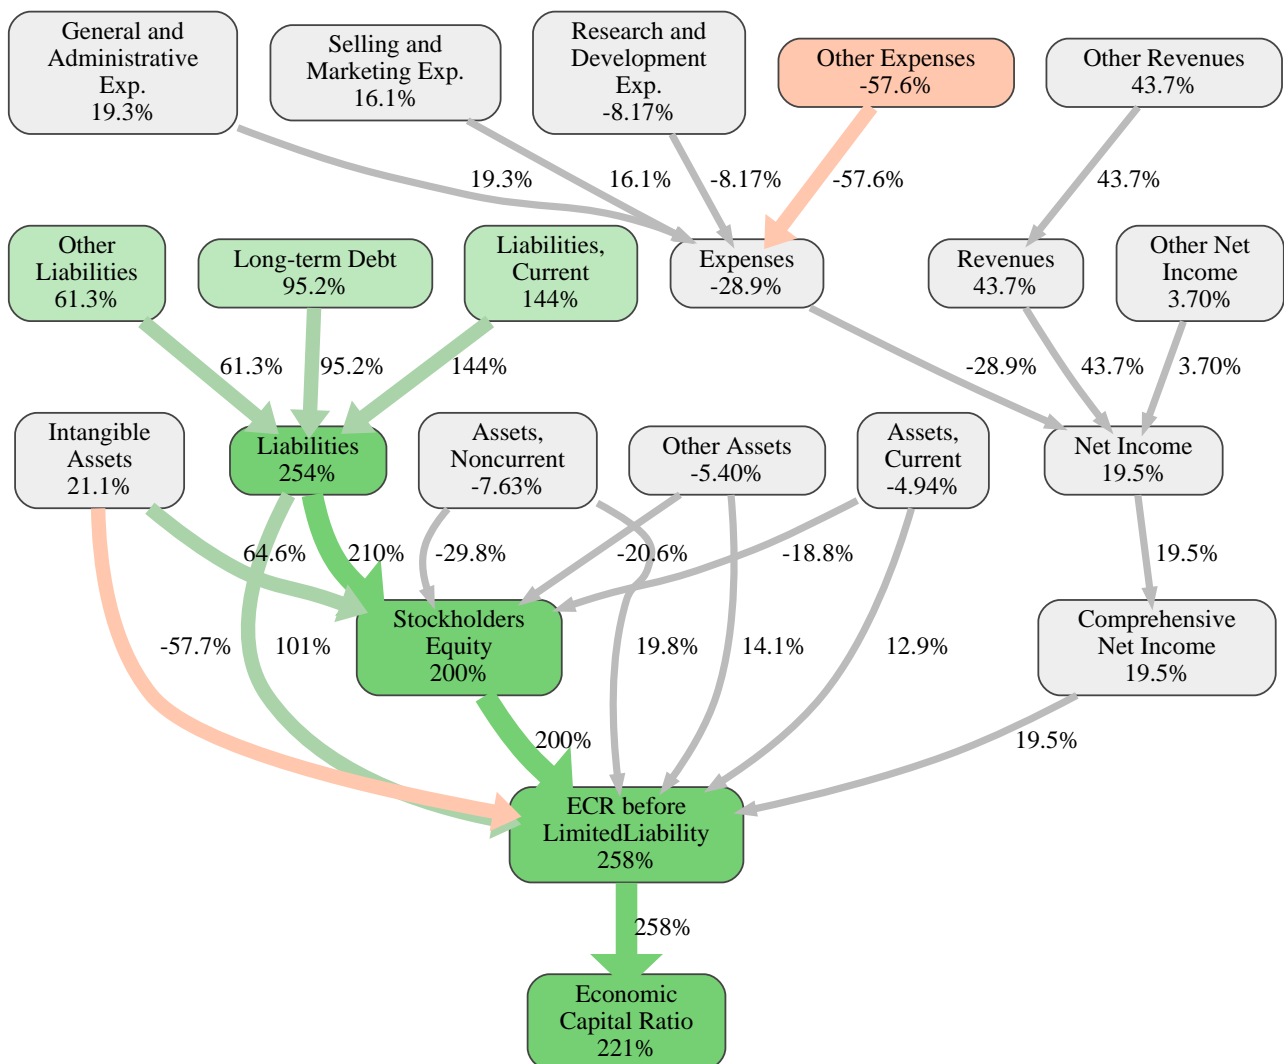 General and
Administrative
Exp.
19.3%
Selling and
Marketing Exp.
16.1%
Research and
Development
Exp.
-8.17%
Other Expenses
-57.6%
Other Revenues
43.7%
19.3%
16.1%
-8.17%
-57.6%
43.7%
Other
Liabilities
61.3%
Long-term Debt
95.2%
Liabilities,
Current
144%
Expenses
-28.9%
Revenues
43.7%
Other Net
Income
3.70%
61.3%
95.2%
144%
-28.9%
43.7%
3.70%
Intangible
Assets
21.1%
Liabilities
254%
Assets,
Noncurrent
-7.63%
Other Assets
-5.40%
Assets,
Current
-4.94%
Net Income
19.5%
64.6%
210%
-29.8%
-20.6%
-18.8%
19.5%
-57.7%
101%
Stockholders
Equity
200%
19.8%
14.1%
12.9%
Comprehensive
Net Income
19.5%
200%
19.5%
ECR before
LimitedLiability
258%
258%
Economic
Capital Ratio
221%